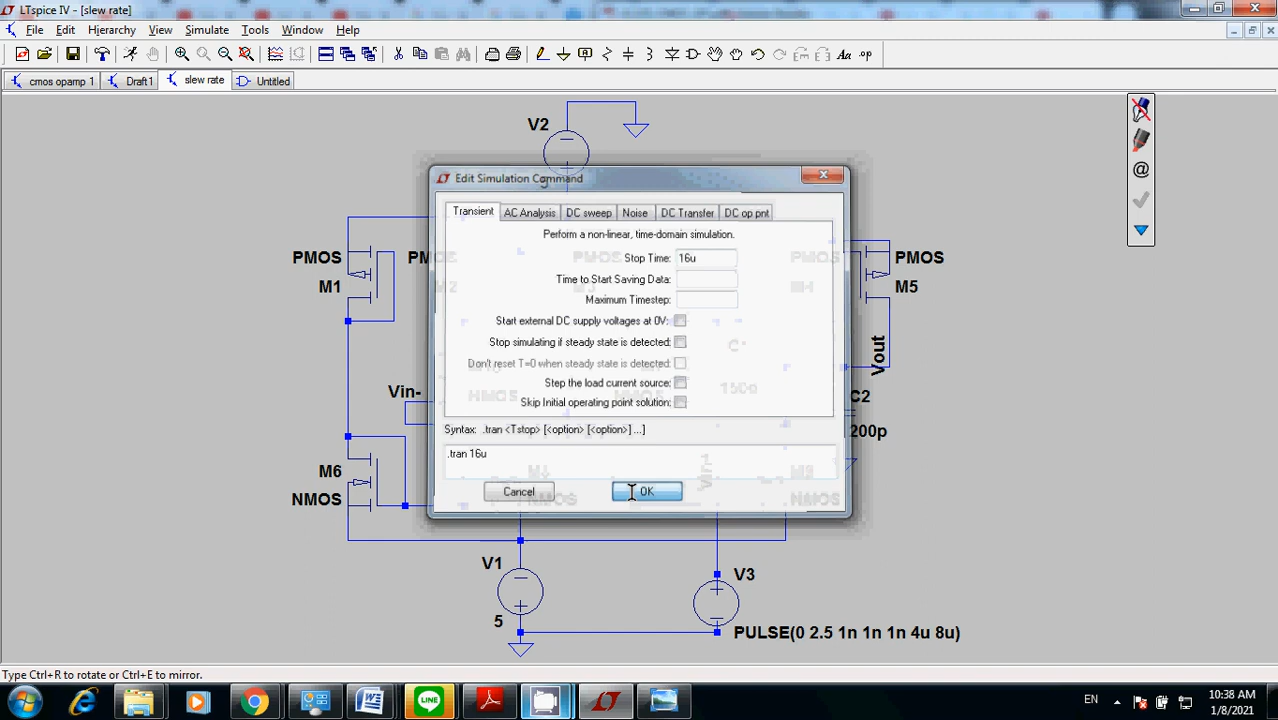 LTspice IV - [slew rate]
File Edit Hierarchy View Simulate Tools Window Help
cmos opamp 1 Draft1 slew rate Untitled
V2
@
Edit Simulation Command
Transient AC Analysis DC sweep Noise DC Transfer DC op pnt
Perform a non-linear, time-domain simulation.
Stop Time: 16u
Time to Start Saving Data:
Maximum Timestep:
Start external DC supply voltages at 0V:
Stop simulating if steady state is detected:
Don't reset T=0 when steady state is detected:
Step the load current source:
Skip Initial operating point solution:
Syntax: .tran <Tstop> [<option> [<option>] ...]
.tran 16u
Cancel OK
PMOS
M1
PMOS
M5
Vout
Vin-
C2
200p
M6
NMOS
V1
5
V3
PULSE(0 2.5 1n 1n 1n 4u 8u)
Type Ctrl+R to rotate or Ctrl+E to mirror.
EN
10:38 AM
1/8/2021